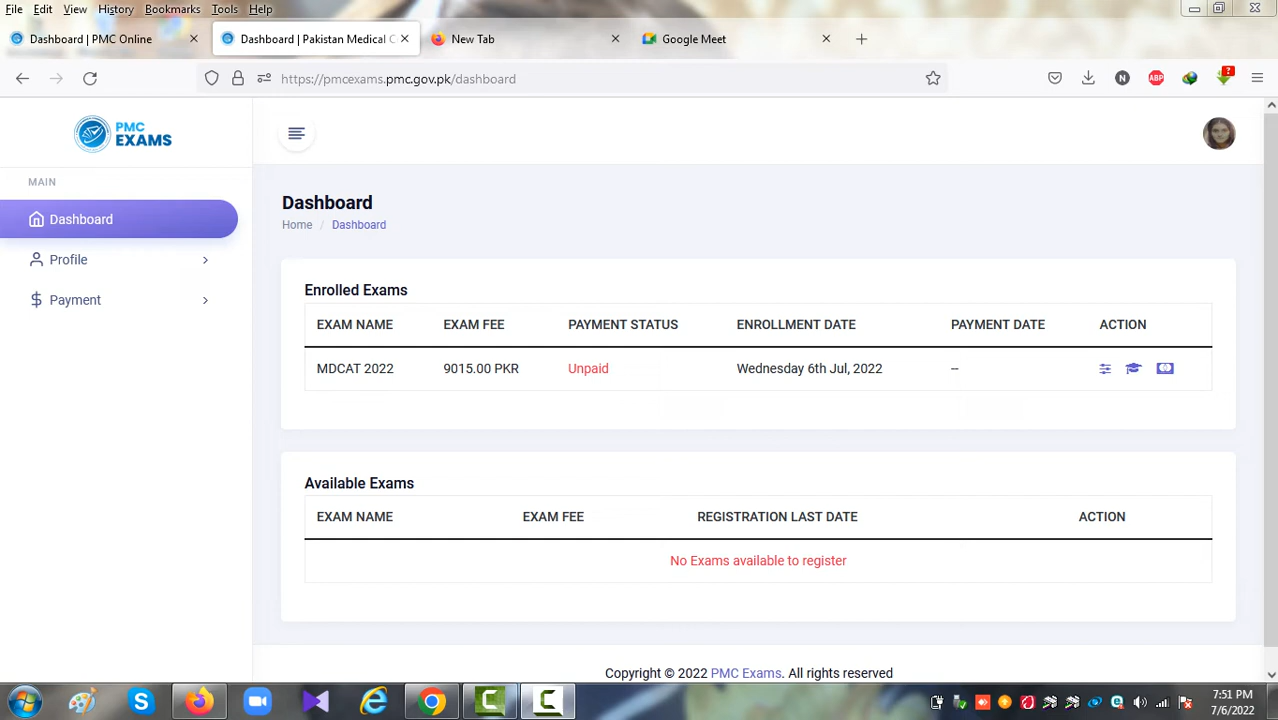 File Edit View History Bookmarks Tools Help
Dashboard | PMC Online
Dashboard | Pakistan Medical C
New Tab
Google Meet
https://pmcexams.pmc.gov.pk/dashboard
N
ABP
?
PMC
EXAMS
MAIN
Dashboard
Profile
Payment
Dashboard
Home / Dashboard
Enrolled Exams
EXAM NAME EXAM FEE PAYMENT STATUS ENROLLMENT DATE PAYMENT DATE ACTION
MDCAT 2022 9015.00 PKR Unpaid Wednesday 6th Jul, 2022 --
Available Exams
EXAM NAME EXAM FEE REGISTRATION LAST DATE ACTION
No Exams available to register
Copyright © 2022 PMC Exams. All rights reserved
7:51 PM
7/6/2022